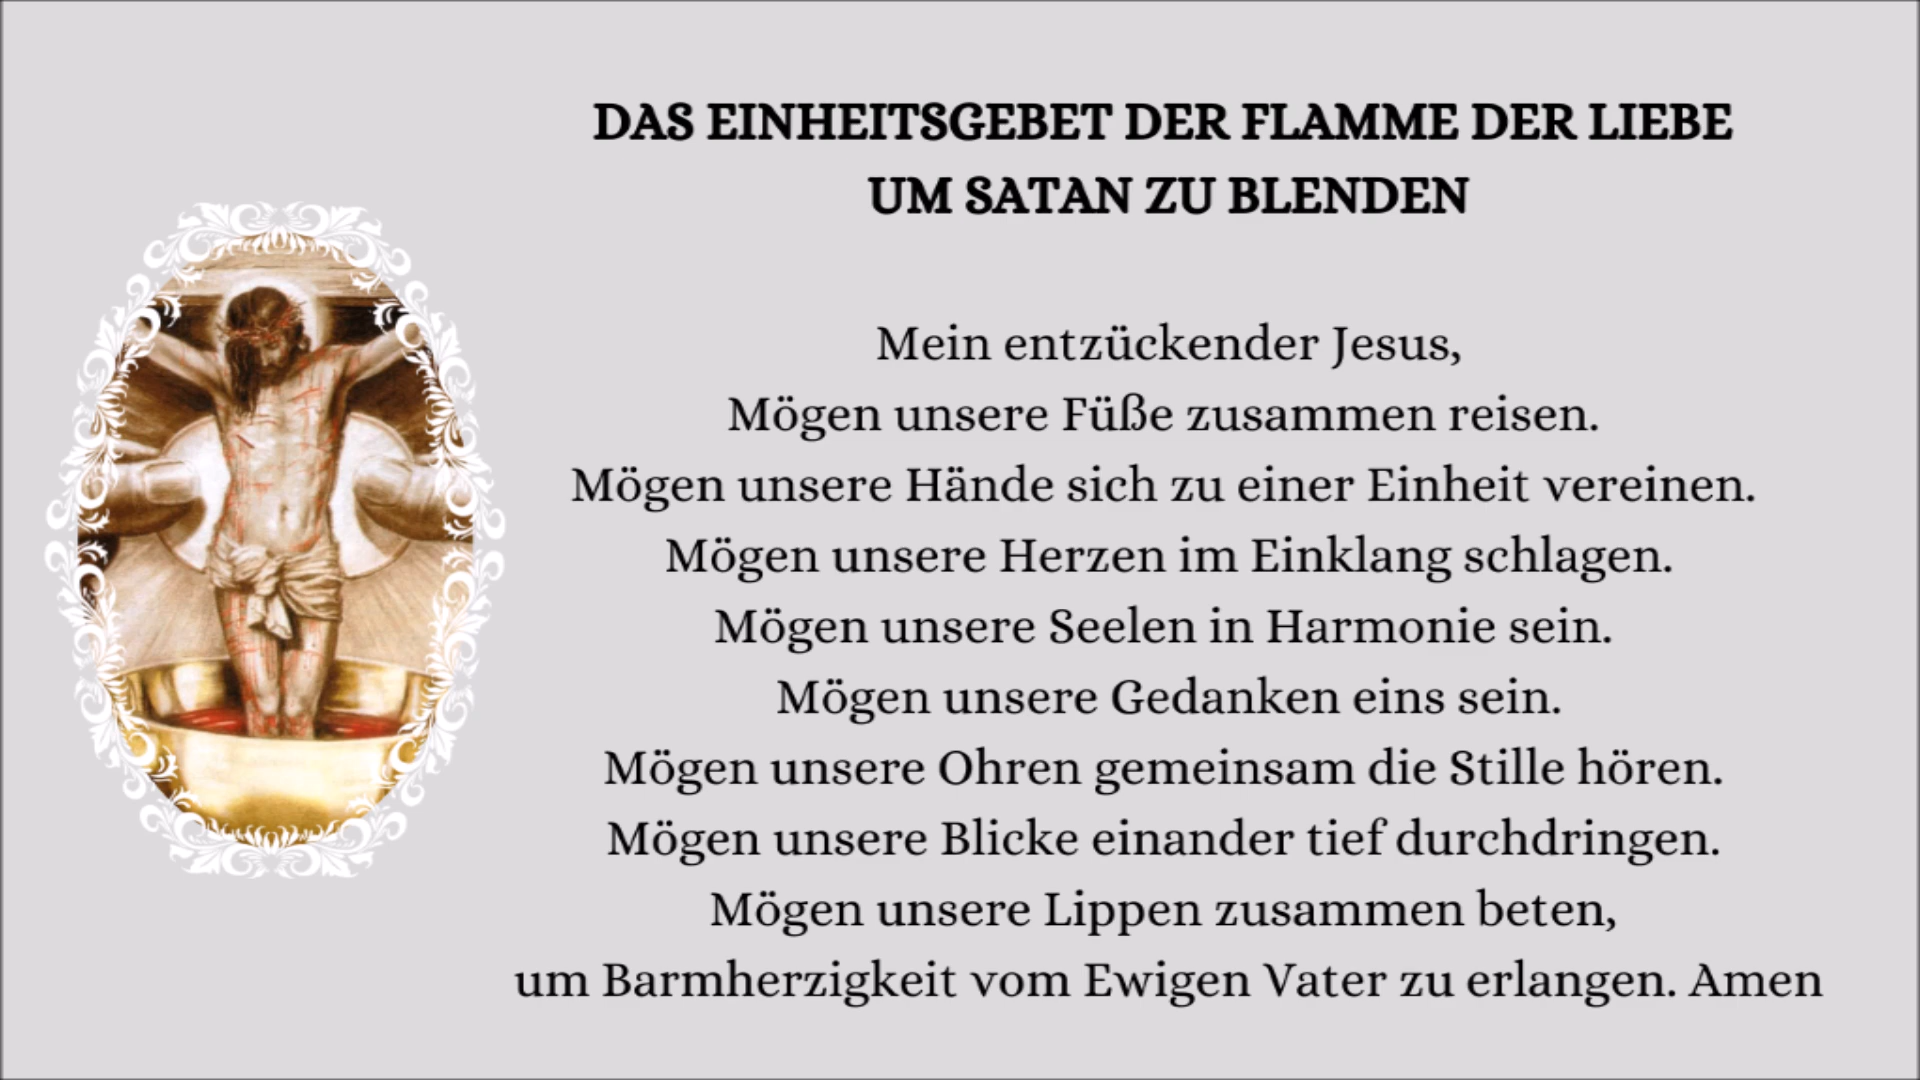 DAS EINHEITSGEBET DER FLAMME DER LIEBE
UM SATAN ZU BLENDEN
Mein entzückender Jesus,
Mögen unsere Füße zusammen reisen.
Mögen unsere Hände sich zu einer Einheit vereinen.
Mögen unsere Herzen im Einklang schlagen.
Mögen unsere Seelen in Harmonie sein.
Mögen unsere Gedanken eins sein.
Mögen unsere Ohren gemeinsam die Stille hören.
Mögen unsere Blicke einander tief durchdringen.
Mögen unsere Lippen zusammen beten,
um Barmherzigkeit vom Ewigen Vater zu erlangen. Amen